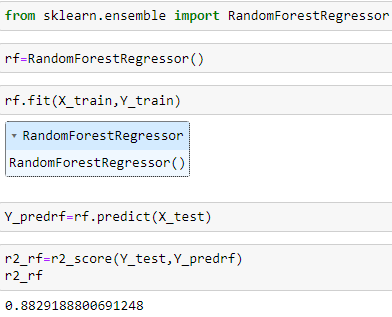 from sklearn.ensemble import RandomForestRegressor
rf=RandomForestRegressor()
rf.fit(X_train,Y_train)
RandomForestRegressor
RandomForestRegressor()
Y_predrf=rf.predict(X_test)
r2_rf=r2_score(Y_test,Y_predrf)
r2_rf
0.8829188800691248